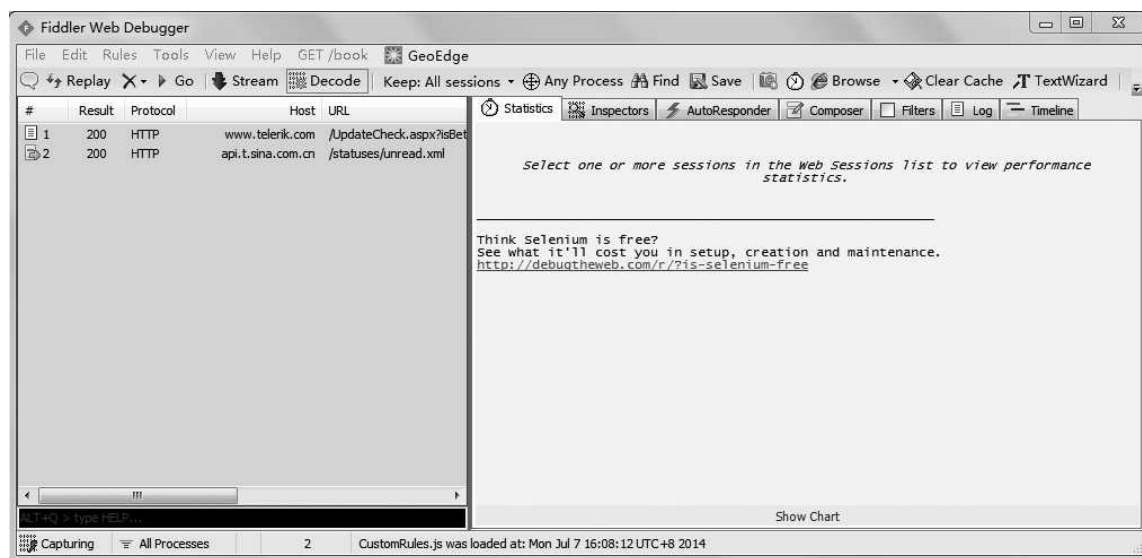 Fiddler Web Debugger
File Edit Rules Tools View Help GET /book GeoEdge
Replay Go Stream Decode Keep: All sessions Any Process Find Save Browse Clear Cache TextWizard
# Result Protocol Host URL
1 200 HTTP www.telerik.com /UpdateCheck.aspx?isBet
2 200 HTTP api.t.sina.com.cn /statuses/unread.xml
Statistics Inspectors AutoResponder Composer Filters Log Timeline
Select one or more sessions in the Web Sessions list to view performance
statistics.
Think Selenium is free?
See what it'll cost you in setup, creation and maintenance.
http://debugtheweb.com/r/?is-selenium-free
Show Chart
ALT+Q > type HELP...
Capturing All Processes 2 CustomRules.js was loaded at: Mon Jul 7 16:08:12 UTC+8 2014